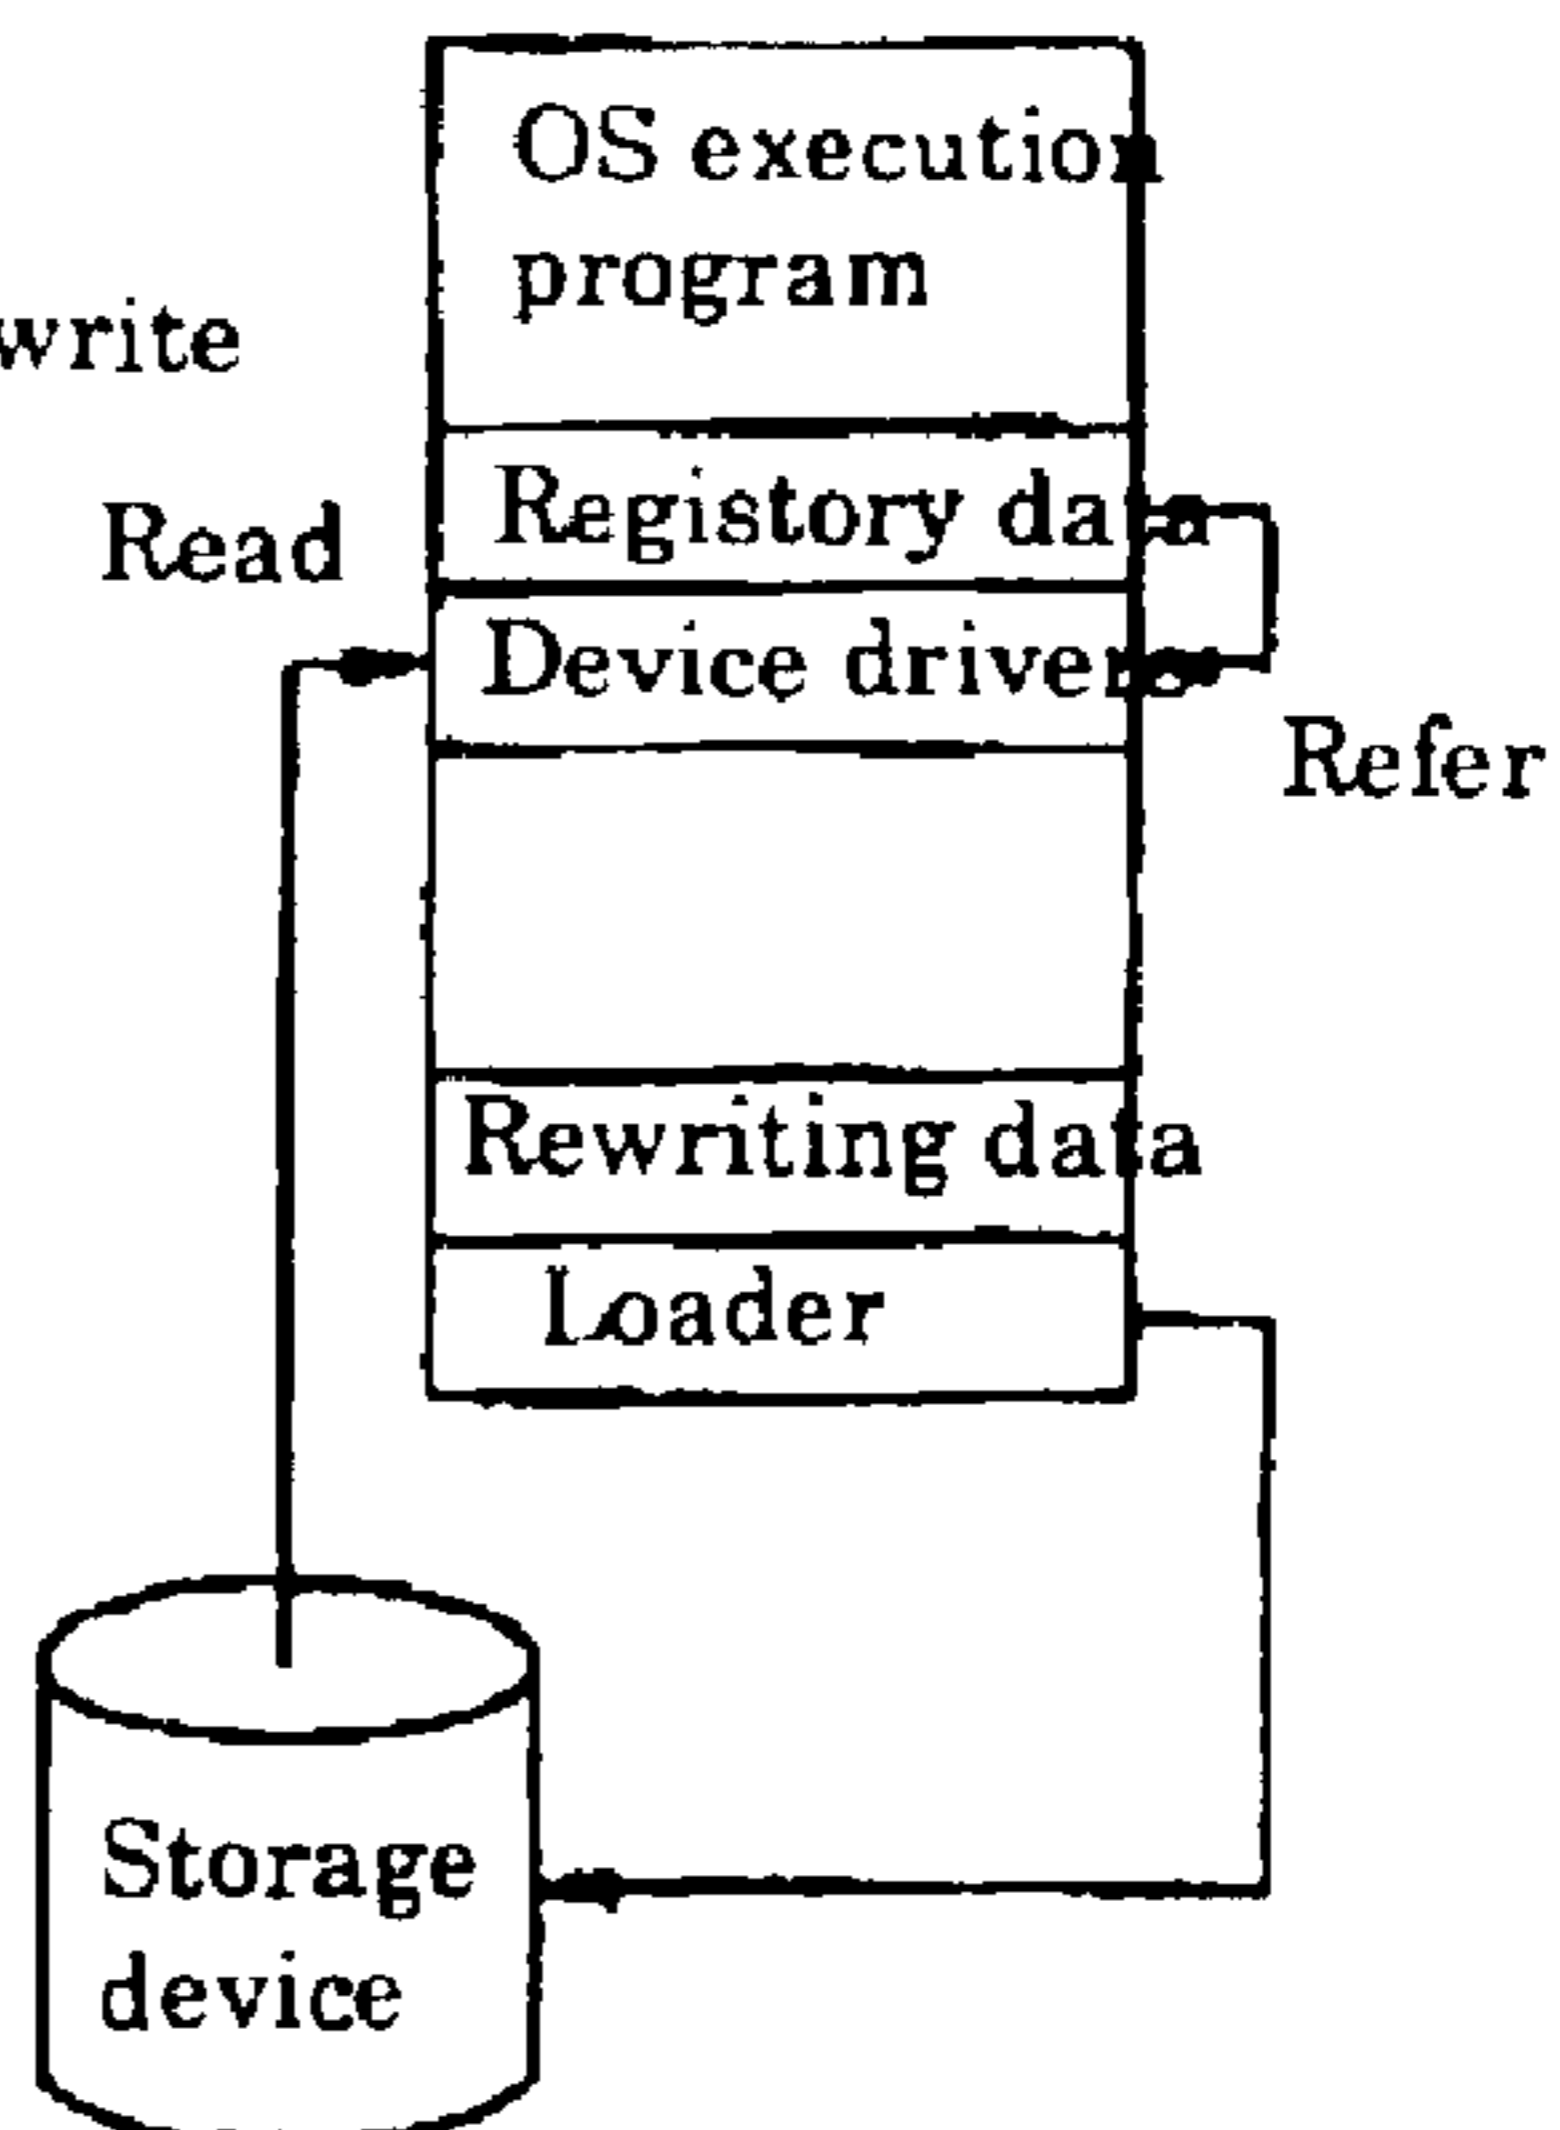 OS execution
program
write
Registory data
Read
Device drivers
Refer
Rewriting data
Loader
Storage
device